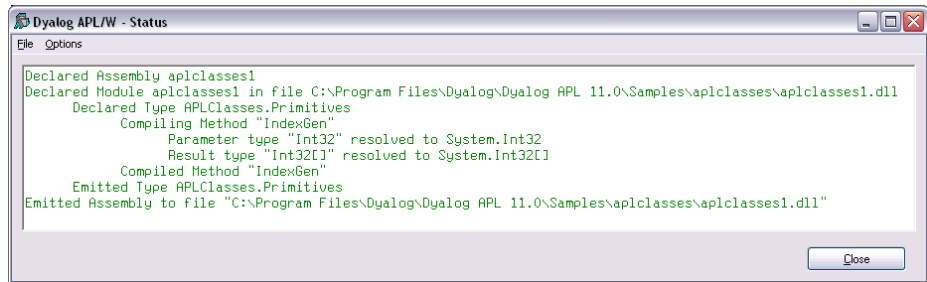 Dyalog APL/W - Status
File Options
Declared Assembly aplclasses1
Declared Module aplclasses1 in file C:\Program Files\Dyalog\Dyalog APL 11.0\Samples\aplclasses\aplclasses1.dll
Declared Type APLClasses.Primitives
Compiling Method "IndexGen"
Parameter type "Int32" resolved to System.Int32
Result type "Int32[]" resolved to System.Int32[]
Compiled Method "IndexGen"
Emitted Type APLClasses.Primitives
Emitted Assembly to file "C:\Program Files\Dyalog\Dyalog APL 11.0\Samples\aplclasses\aplclasses1.dll"
Close